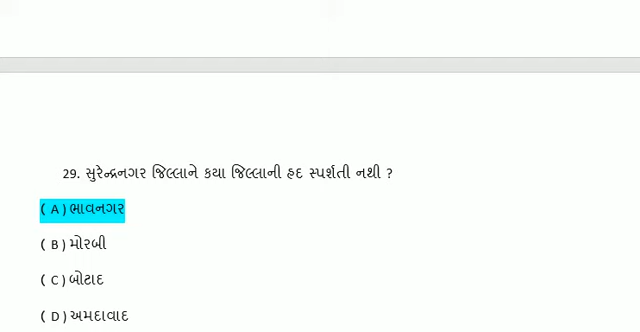 29. સુરેન્દ્રનગર જિલ્લાને કયા જિલ્લાની હદ સ્પર્શતી નથી ?
( A ) ભાવનગર
( B ) મોરબી
( C ) બોટાદ
( D ) અમદાવાદ